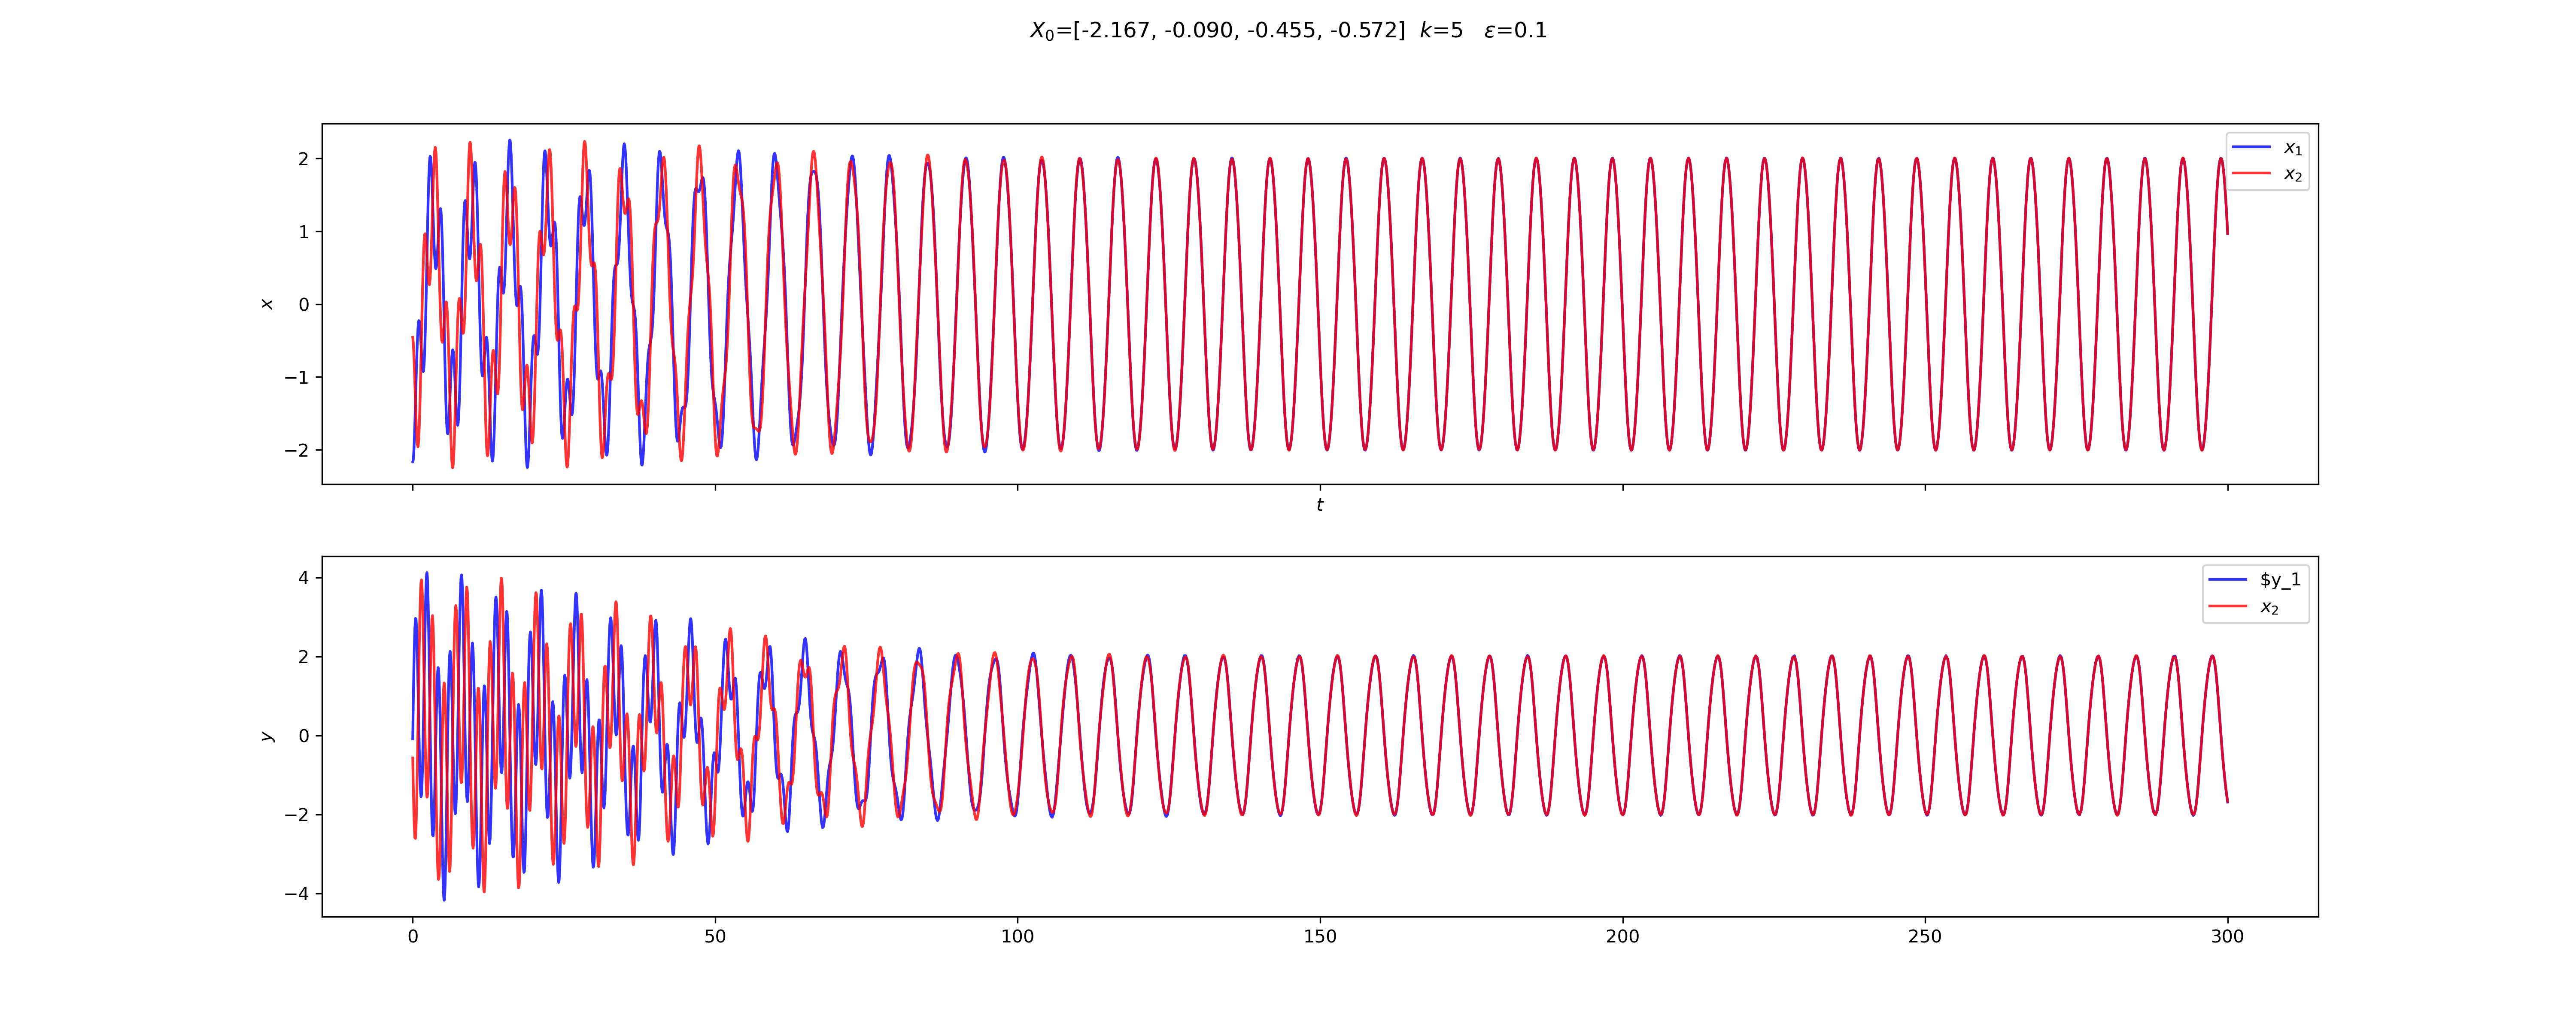 X₀=[-2.167, -0.090, -0.455, -0.572] k=5 ε=0.1
2
1
0
−1
−2
x
x₁
x₂
t
4
2
0
−2
−4
y
$y_1
x₂
0 50 100 150 200 250 300